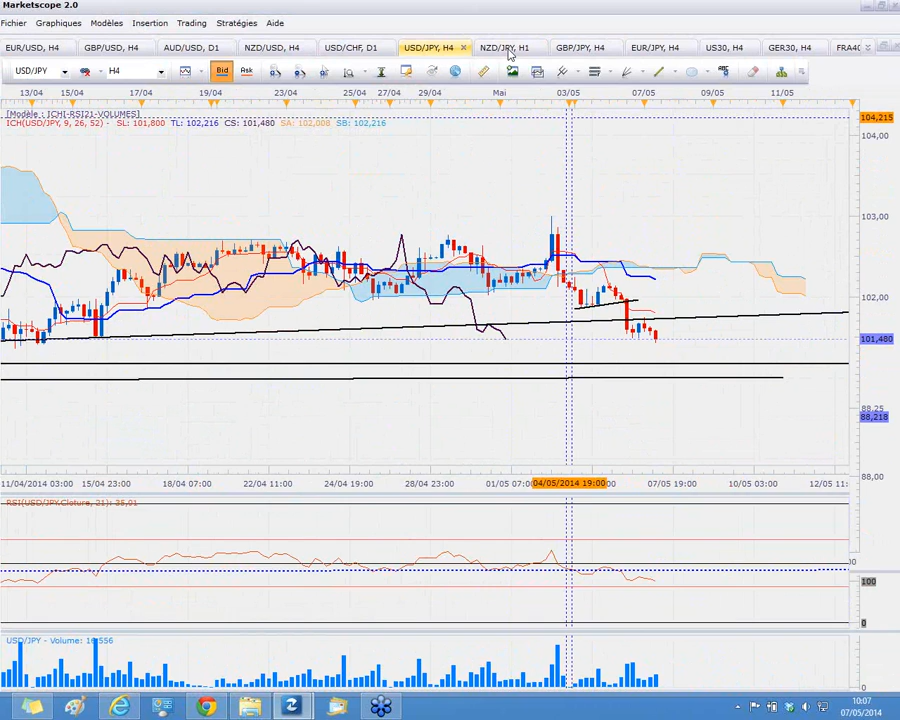 Marketscope 2.0
Fichier Graphiques Modèles Insertion Trading Stratégies Aide
EUR/USD, H4 GBP/USD, H4 AUD/USD, D1 NZD/USD, H4 USD/CHF, D1 USD/JPY, H4 NZD/JPY, H1 GBP/JPY, H4 EUR/JPY, H4 US30, H4 GER30, H4 FRA40
USD/JPY H4 Bid Ask ABC
13/04 15/04 17/04 19/04 23/04 25/04 27/04 29/04 Mai 03/05 07/05 09/05 11/05
[Modèle : ICHI-RSI21-VOLUMES]
ICH(USD/JPY, 9, 26, 52) - SL: 101,800 TL: 102,216 CS: 101,480 SA: 102,008 SB: 102,216
104,215
104,00
103,00
102,00
101,480
88,25
88,218
88,00
11/04/2014 03:00 15/04 23:00 18/04 07:00 22/04 11:00 24/04 19:00 28/04 23:00 01/05 07:0 04/05/2014 19:00 07/05 19:00 10/05 03:00 12/05 11:
RSI(USD/JPY.Cloture, 21): 35,01
100
0
USD/JPY - Volume: 16,556
0
10:07
07/05/2014